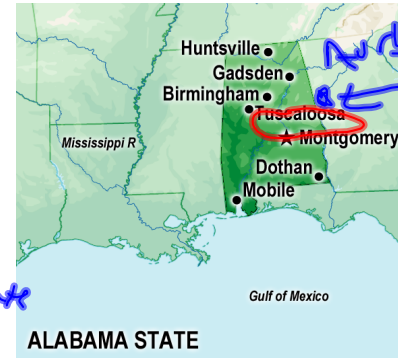 Huntsville
Gadsden
Birmingham
Tuscaloosa
Mississippi R
Montgomery
Dothan
Mobile
Gulf of Mexico
ALABAMA STATE